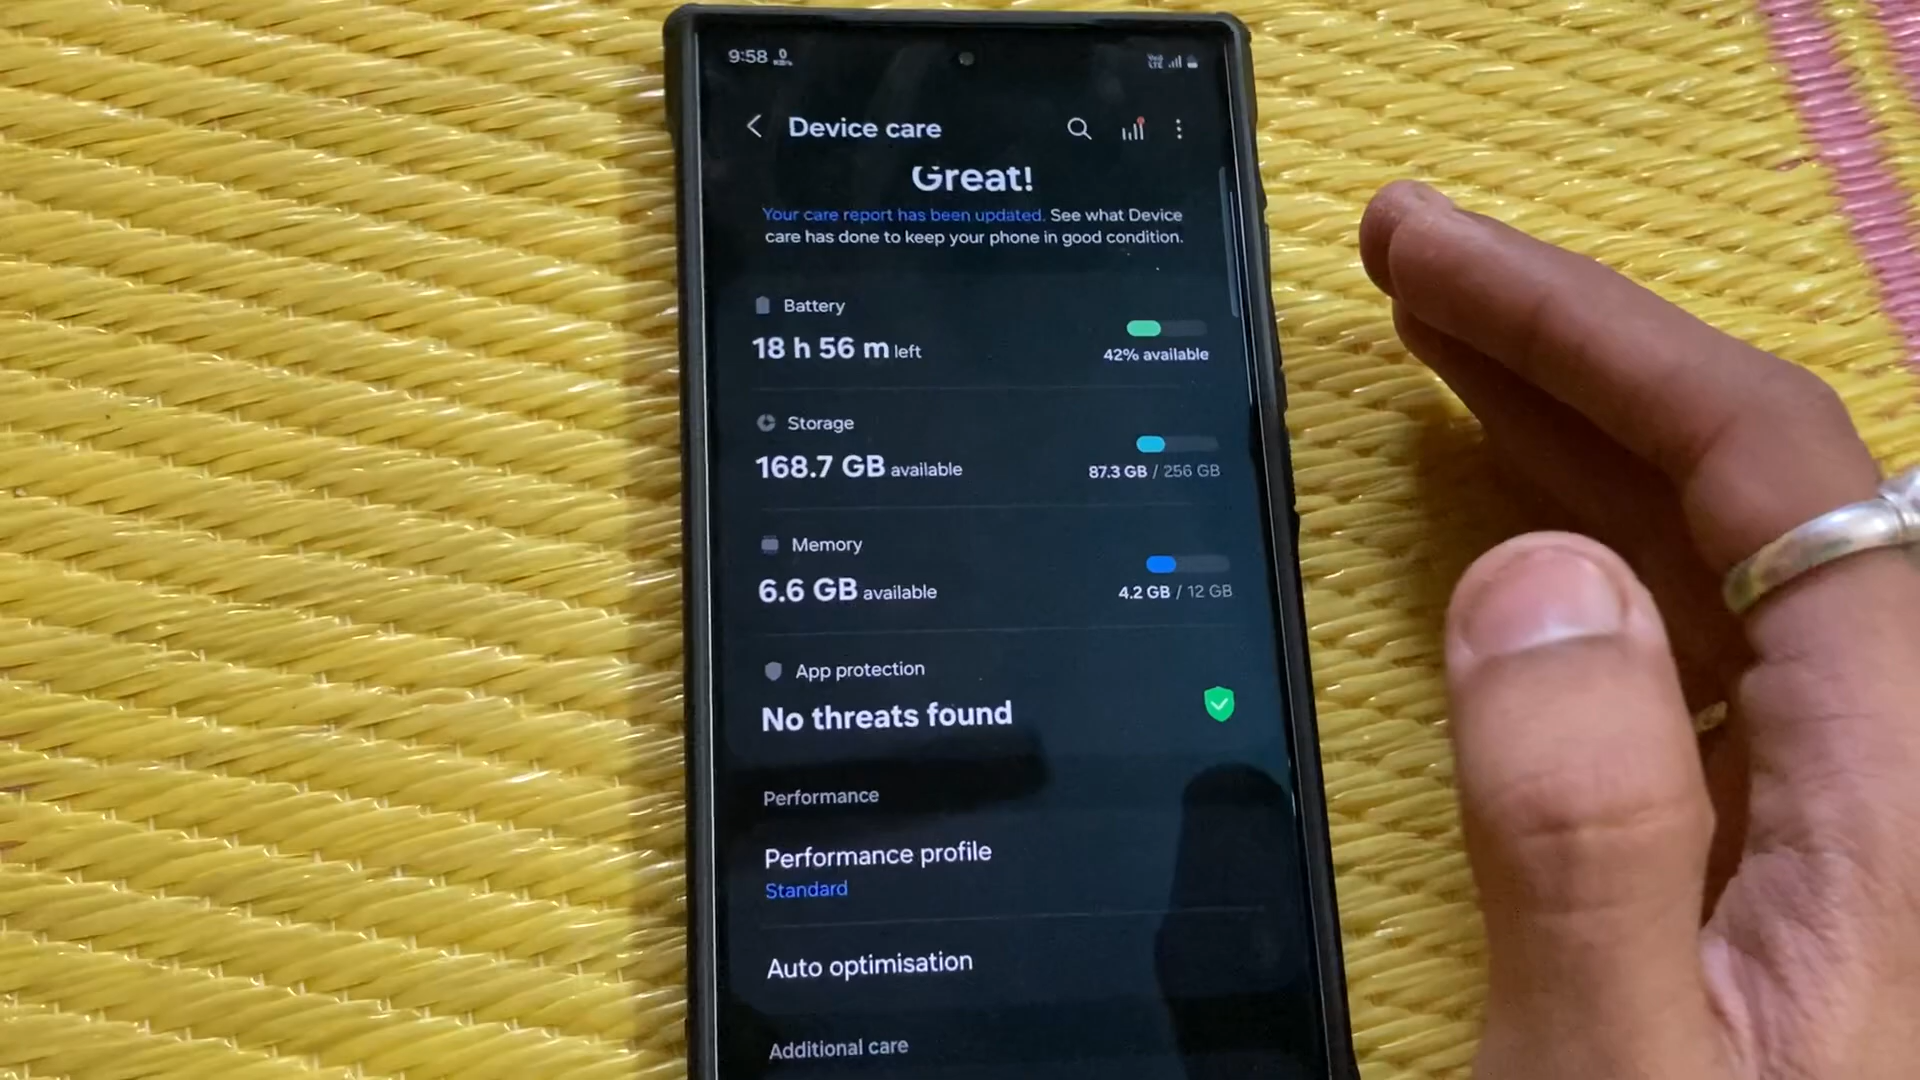 9:58 0 KB/s
VoLTE
Device care
Great!
Your care report has been updated. See what Device
care has done to keep your phone in good condition.
Battery
18 h 56 m left
42% available
Storage
168.7 GB available
87.3 GB / 256 GB
Memory
6.6 GB available
4.2 GB / 12 GB
App protection
No threats found
Performance
Performance profile
Standard
Auto optimisation
Additional care